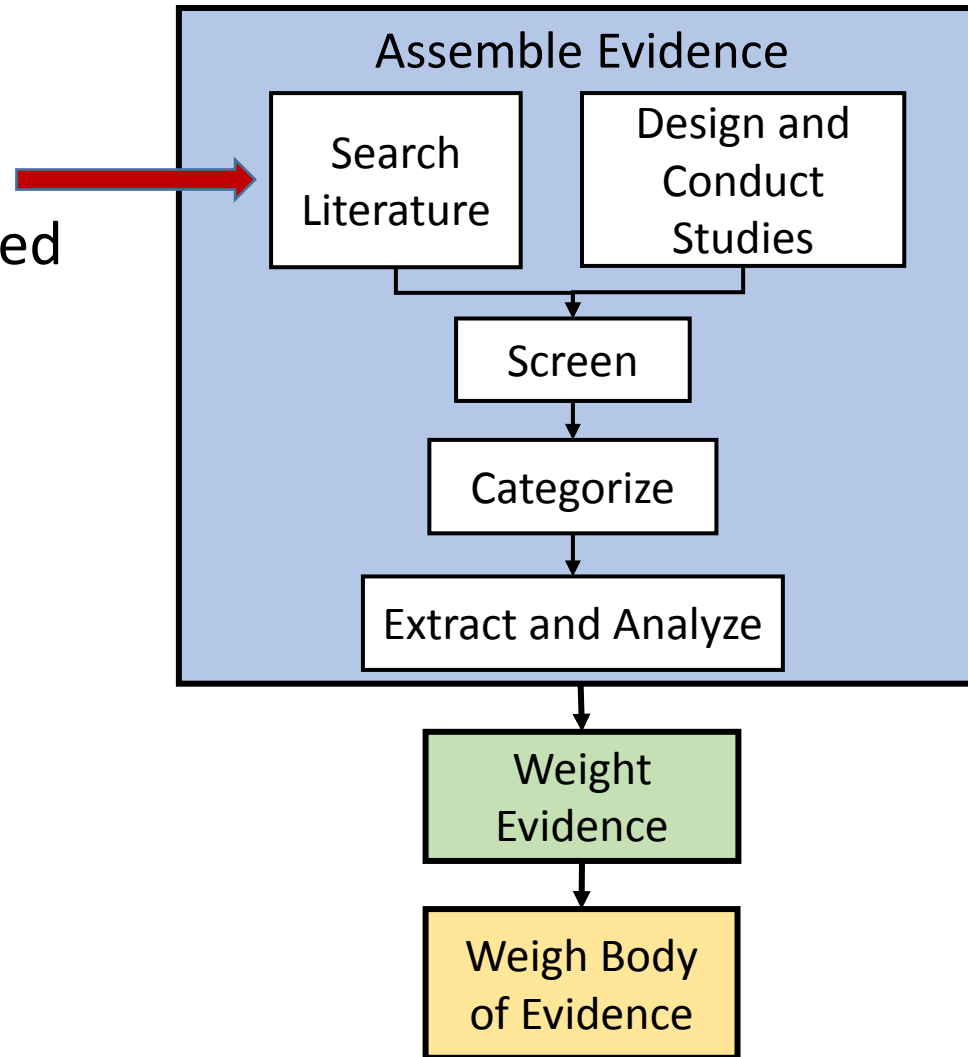 Assemble Evidence
Search
Literature
Design and
Conduct
Studies
ed
Screen
Categorize
Extract and Analyze
Weight
Evidence
Weigh Body
of Evidence